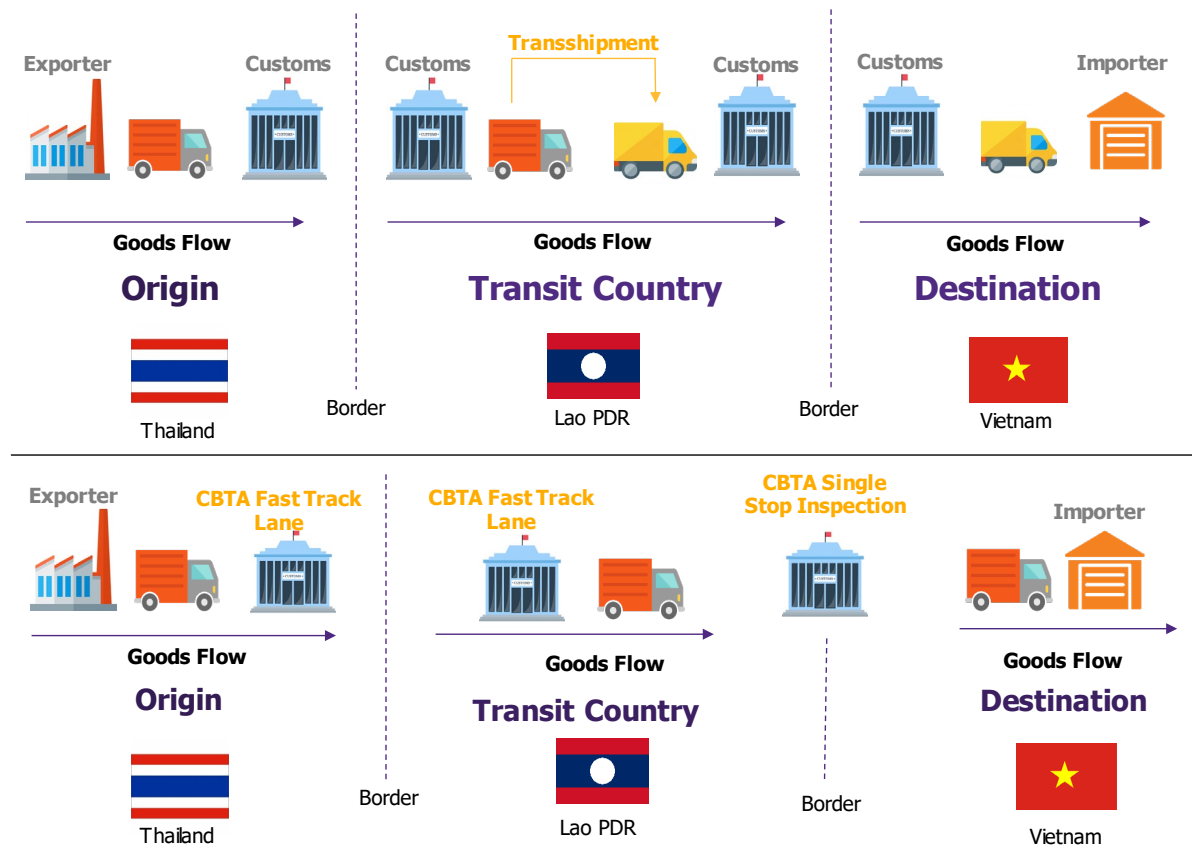 Transshipment
Exporter
Customs
Customs
Customs
Customs
Importer
Goods Flow
Goods Flow
Goods Flow
Origin
Transit Country
Destination
Thailand
Border
Lao PDR
Border
Vietnam
Exporter
CBTA Fast Track
Lane
CBTA Fast Track
Lane
CBTA Single
Stop Inspection
Importer
CUSTOMS
Goods Flow
Goods Flow
Goods Flow
Origin
Transit Country
Destination
Thailand
Border
Lao PDR
Border
Vietnam